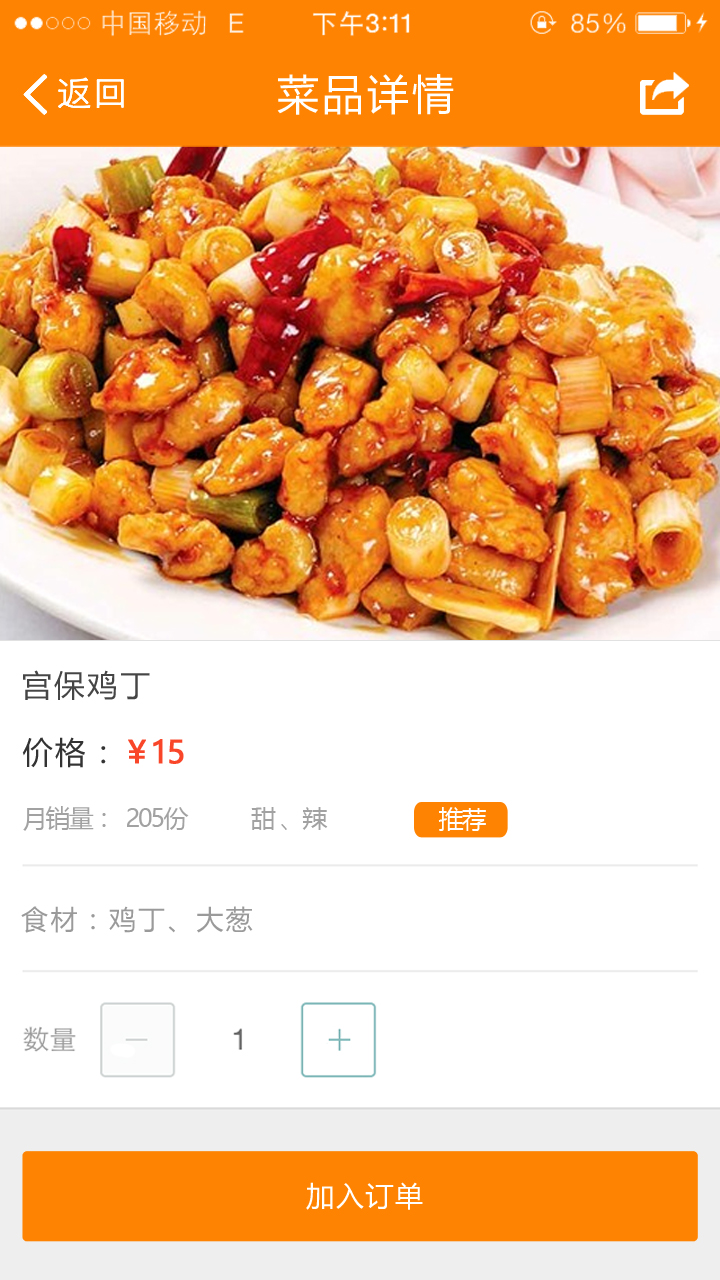 中国移动 E 下午3:11 85%
返回 菜品详情
宫保鸡丁
价格： ¥15
月销量： 205份 甜、辣 推荐
食材：鸡丁、大葱
数量 1
加入订单